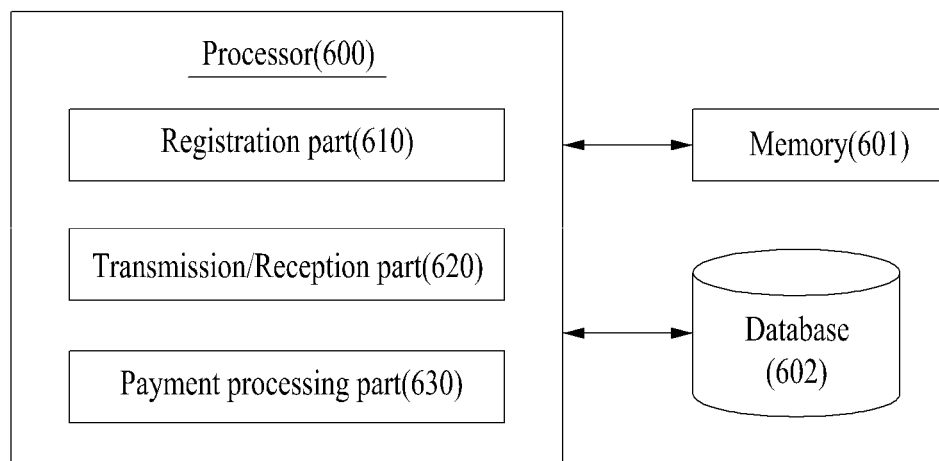 Processor(600)
Registration part(610)
Transmission/Reception part(620)
Payment processing part(630)
Memory(601)
Database
(602)